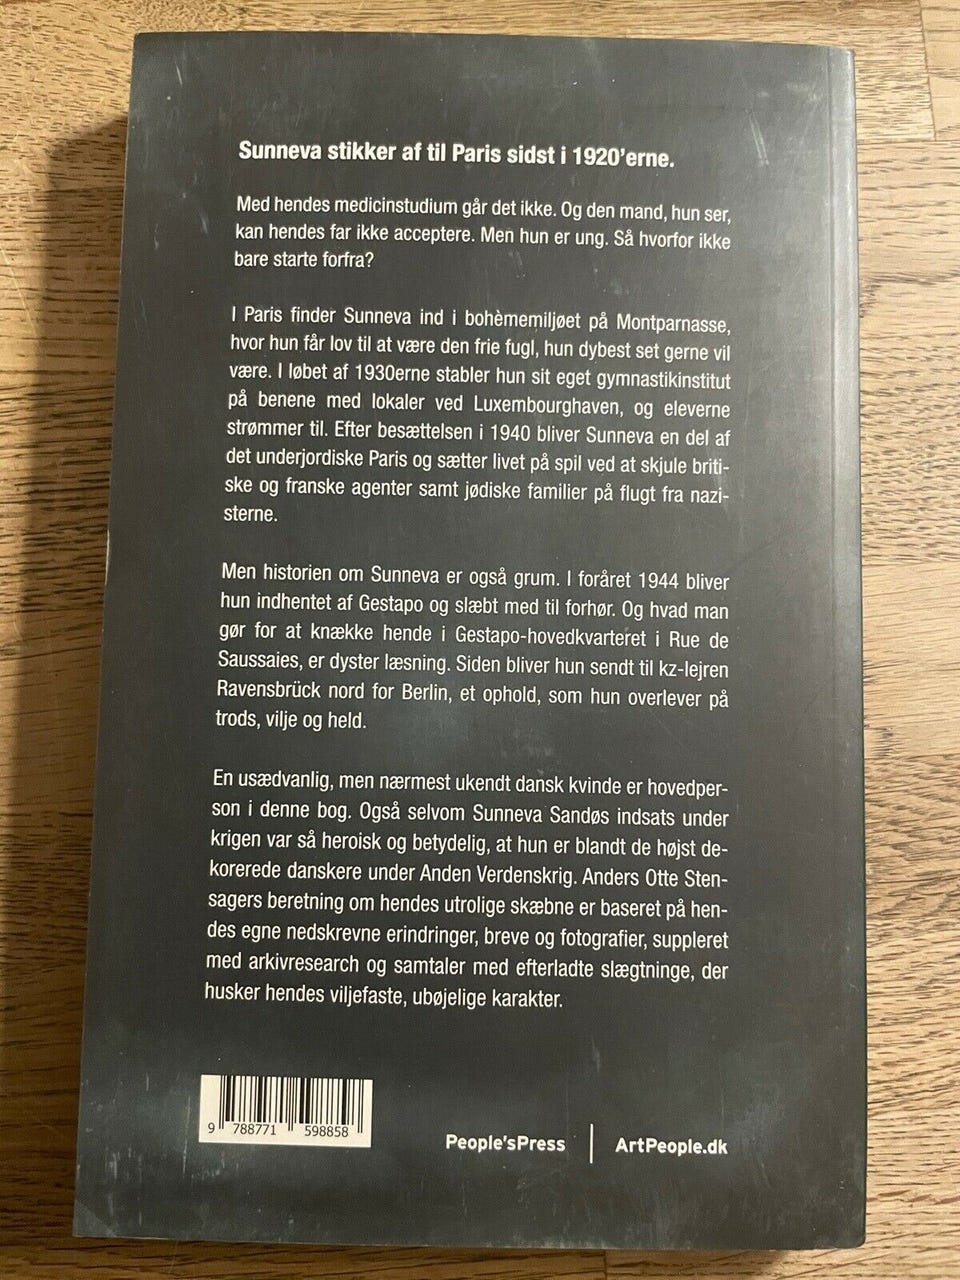 Sunneva stikker af til Paris sidst i 1920'erne.
Med hendes medicinstudium går det ikke. Og den mand, hun ser,
kan hendes far ikke acceptere. Men hun er ung. Så hvorfor ikke
bare starte forfra?
I Paris finder Sunneva ind i bohèmemiljøet på Montparnasse,
hvor hun får lov til at være den frie fugl, hun dybest set gerne vil
være. I løbet af 1930erne stabler hun sit eget gymnastikinstitut
på benene med lokaler ved Luxembourghaven, og eleverne
strømmer til. Efter besættelsen i 1940 bliver Sunneva en del af
det underjordiske Paris og sætter livet på spil ved at skjule briti-
ske og franske agenter samt jødiske familier på flugt fra nazi-
sterne.
Men historien om Sunneva er også grum. I foråret 1944 bliver
hun indhentet af Gestapo og slæbt med til forhør. Og hvad man
gør for at knække hende i Gestapo-hovedkvarteret i Rue de
Saussaies, er dyster læsning. Siden bliver hun sendt til kz-lejren
Ravensbrück nord for Berlin, et ophold, som hun overlever på
trods, vilje og held.
En usædvanlig, men nærmest ukendt dansk kvinde er hovedper-
son i denne bog. Også selvom Sunneva Sandøs indsats under
krigen var så heroisk og betydelig, at hun er blandt de højst de-
korerede danskere under Anden Verdenskrig. Anders Otte Sten-
sagers beretning om hendes utrolige skæbne er baseret på hen-
des egne nedskrevne erindringer, breve og fotografier, suppleret
med arkivresearch og samtaler med efterladte slægtninge, der
husker hendes viljefaste, ubøjelige karakter.
9 788771 598858
People'sPress | ArtPeople.dk